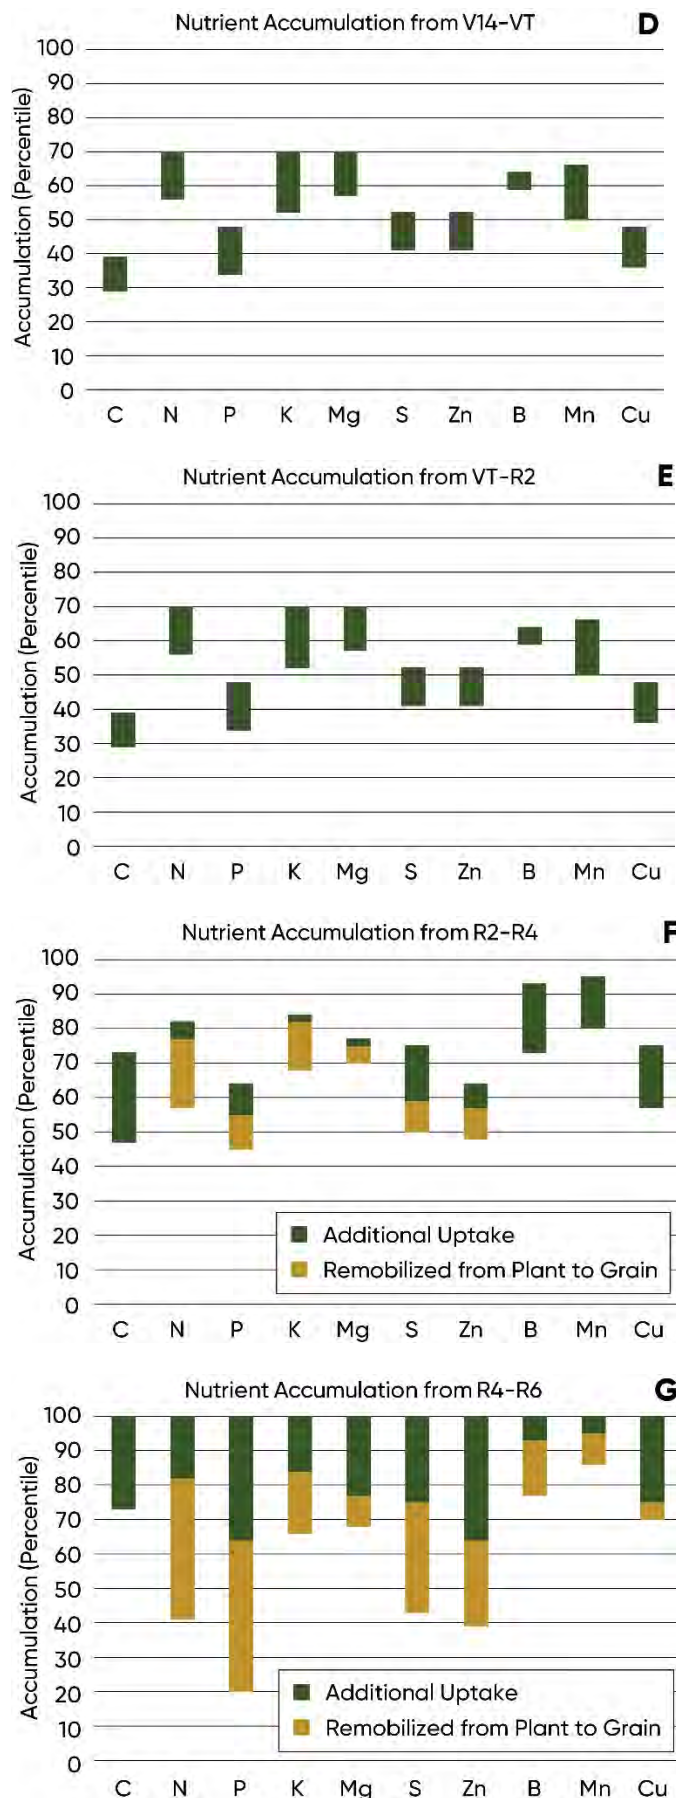 Nutrient Accumulation from V14-VT
D
Accumulation (Percentile)
100
90
80
70
60
50
40
30
20
10
0
C N P K Mg S Zn B Mn Cu
Nutrient Accumulation from VT-R2
E
Accumulation (Percentile)
100
90
80
70
60
50
40
30
20
10
0
C N P K Mg S Zn B Mn Cu
Nutrient Accumulation from R2-R4
F
Accumulation (Percentile)
100
90
80
70
60
50
40
30
20
10
0
Additional Uptake
Remobilized from Plant to Grain
C N P K Mg S Zn B Mn Cu
Nutrient Accumulation from R4-R6
G
Accumulation (Percentile)
100
90
80
70
60
50
40
30
20
10
0
Additional Uptake
Remobilized from Plant to Grain
C N P K Mg S Zn B Mn Cu